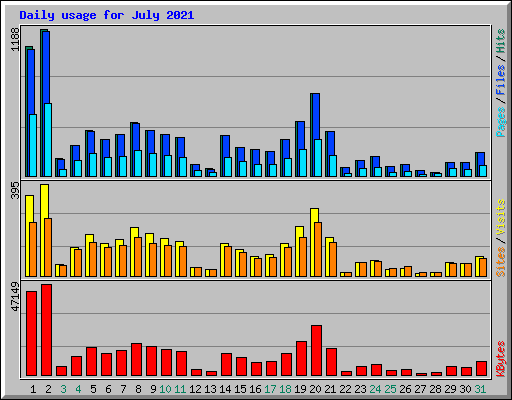 Daily usage for July 2021
1188
Pages / Files / Hits
395
Sites / Visits
47149
KBytes
1 2 3 4 5 6 7 8 9 10 11 12 13 14 15 16 17 18 19 20 21 22 23 24 25 26 27 28 29 30 31